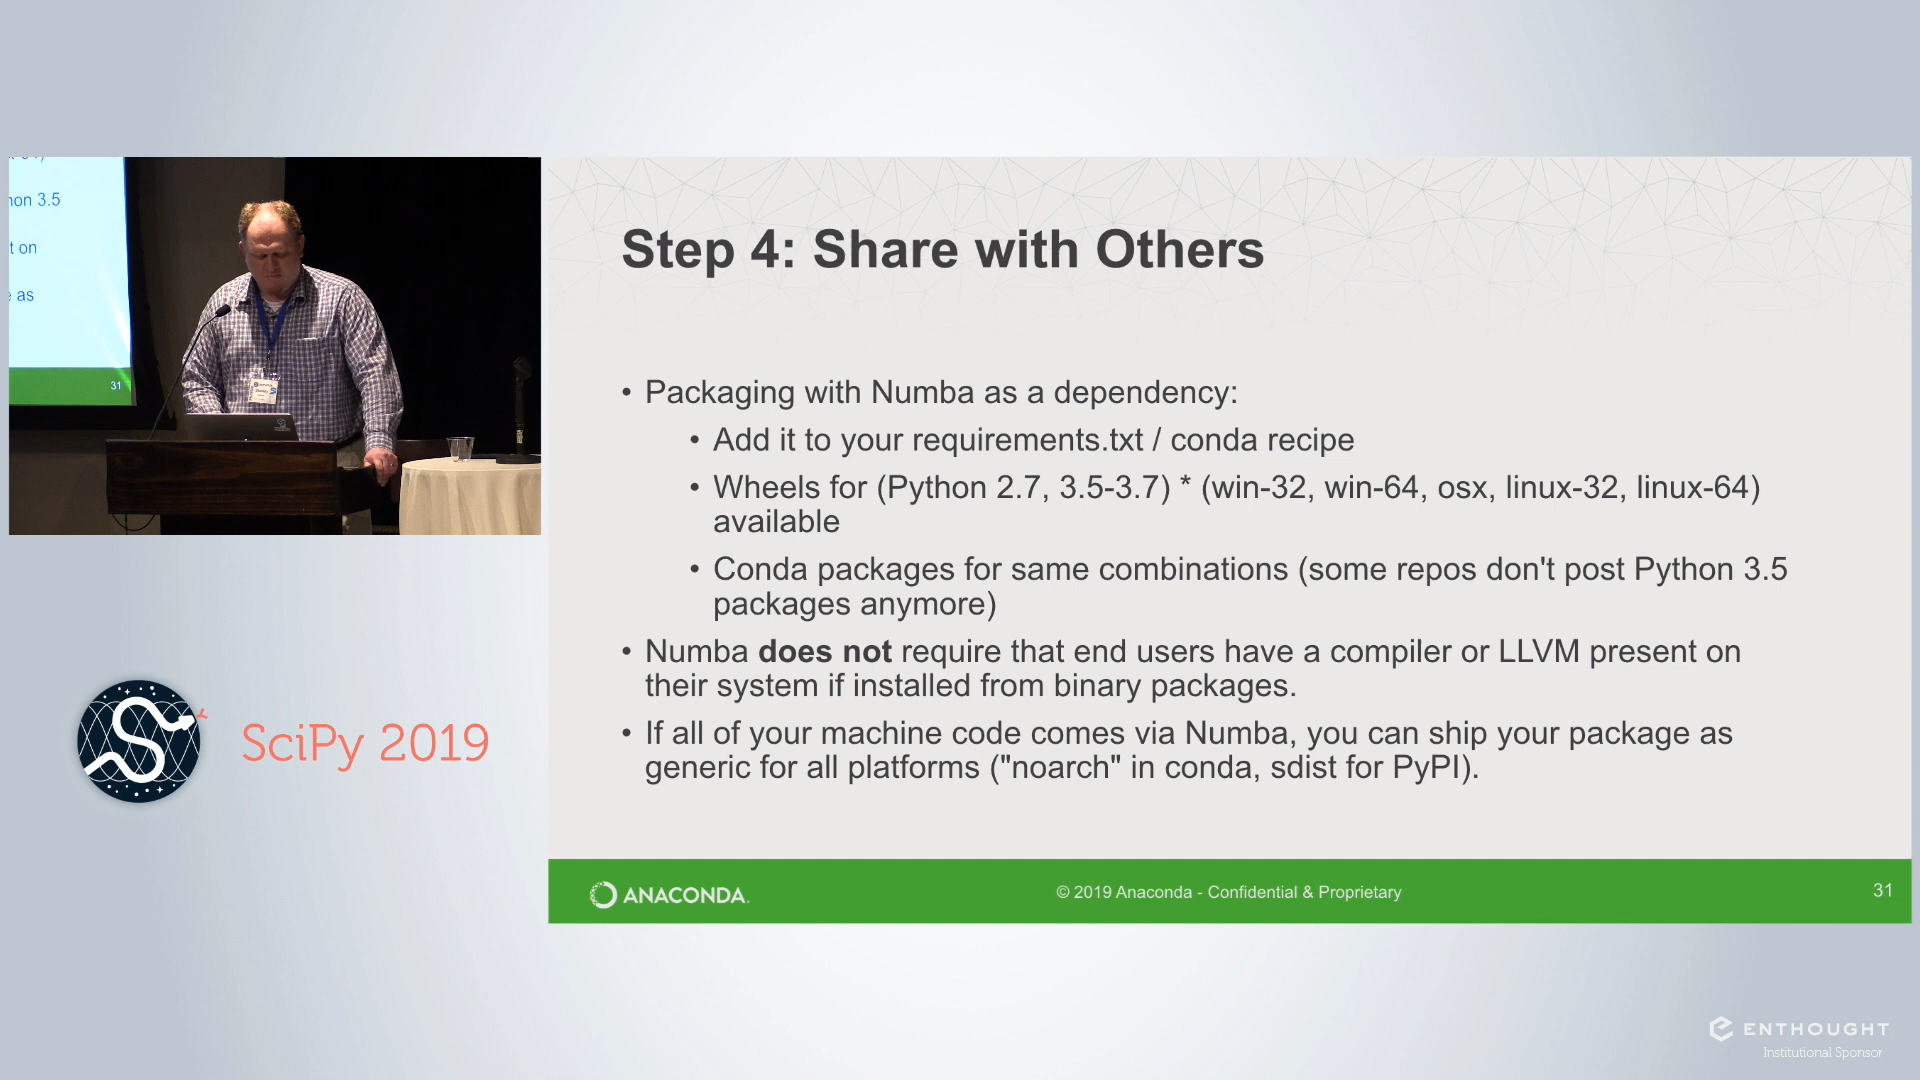 hon 3.5
t on
e as
31
Step 4: Share with Others
• Packaging with Numba as a dependency:
• Add it to your requirements.txt / conda recipe
• Wheels for (Python 2.7, 3.5-3.7) * (win-32, win-64, osx, linux-32, linux-64)
available
• Conda packages for same combinations (some repos don't post Python 3.5
packages anymore)
• Numba does not require that end users have a compiler or LLVM present on
their system if installed from binary packages.
• If all of your machine code comes via Numba, you can ship your package as
generic for all platforms ("noarch" in conda, sdist for PyPI).
ANACONDA.
© 2019 Anaconda - Confidential & Proprietary
31
SciPy 2019
ENTHOUGHT
Institutional Sponsor